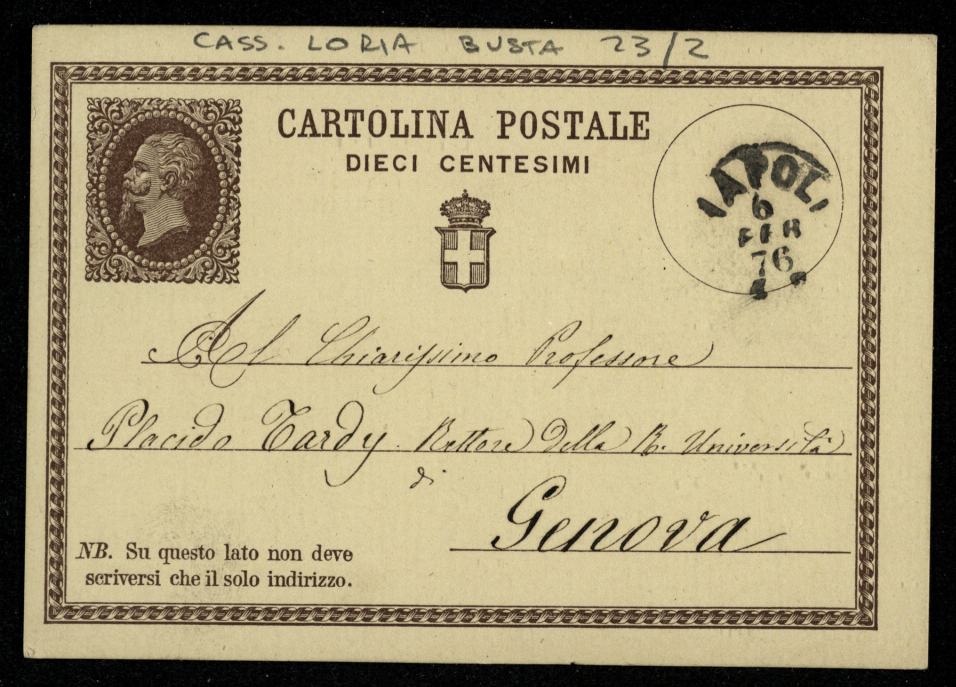 CASS. LORIA BUSTA 23/2
CARTOLINA POSTALE
DIECI CENTESIMI
NAPOLI
6
FEB
76
Al Chiarissimo Professore
Placido Tardy Rettore della R. Università
di
Genova
NB. Su questo lato non deve
scriversi che il solo indirizzo.